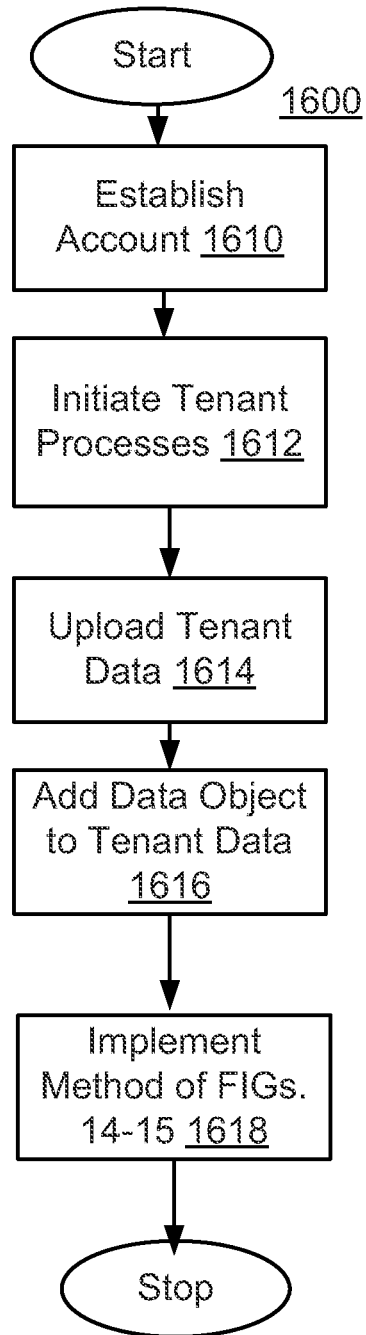 Start
1600
Establish
Account 1610
Initiate Tenant
Processes 1612
Upload Tenant
Data 1614
Add Data Object
to Tenant Data
1616
Implement
Method of FIGs.
14-15 1618
Stop